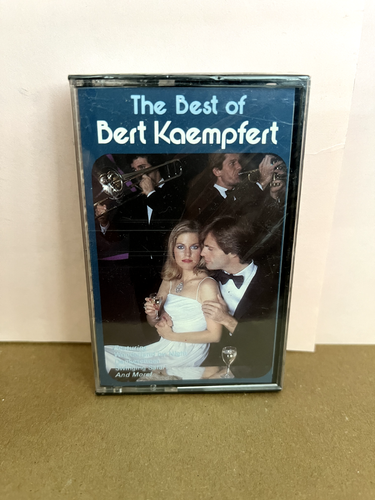 The Best of
Bert Kaempfert
And More!